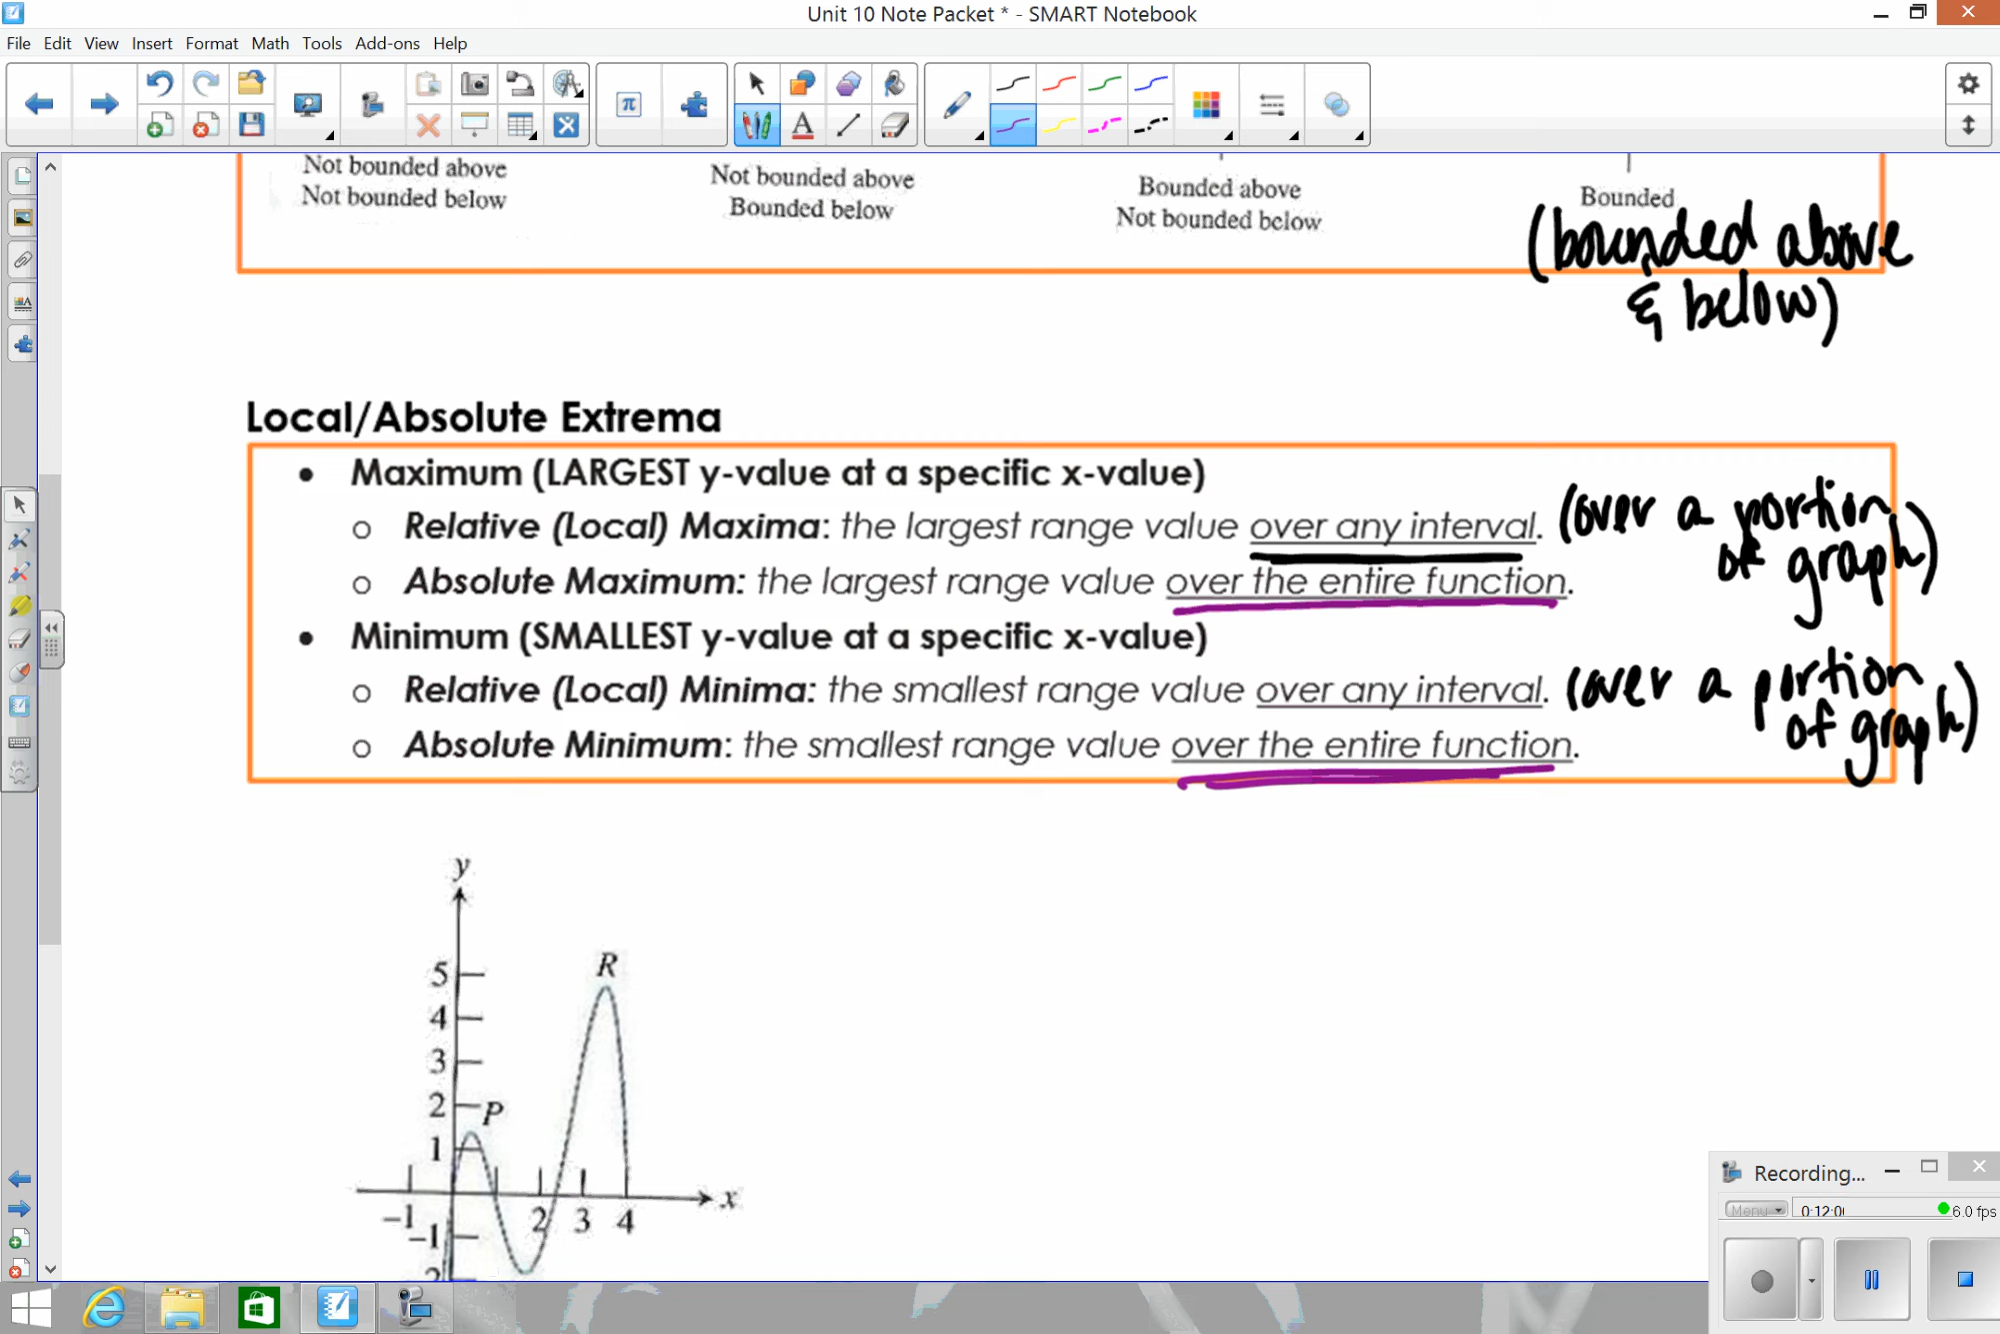 Unit 10 Note Packet * - SMART Notebook
File Edit View Insert Format Math Tools Add-ons Help
Not bounded above
Not bounded below
Not bounded above
Bounded below
Bounded above
Not bounded below
Bounded
(bounded above
& below)
Local/Absolute Extrema
• Maximum (LARGEST y-value at a specific x-value)
o Relative (Local) Maxima: the largest range value over any interval. (over a portion
of graph)
o Absolute Maximum: the largest range value over the entire function.
• Minimum (SMALLEST y-value at a specific x-value)
o Relative (Local) Minima: the smallest range value over any interval. (over a portion
of graph)
o Absolute Minimum: the smallest range value over the entire function.
y
5
R
4
3
2
P
1
x
-1
2
3
4
-1
Recording...
Menu
6.0 fps